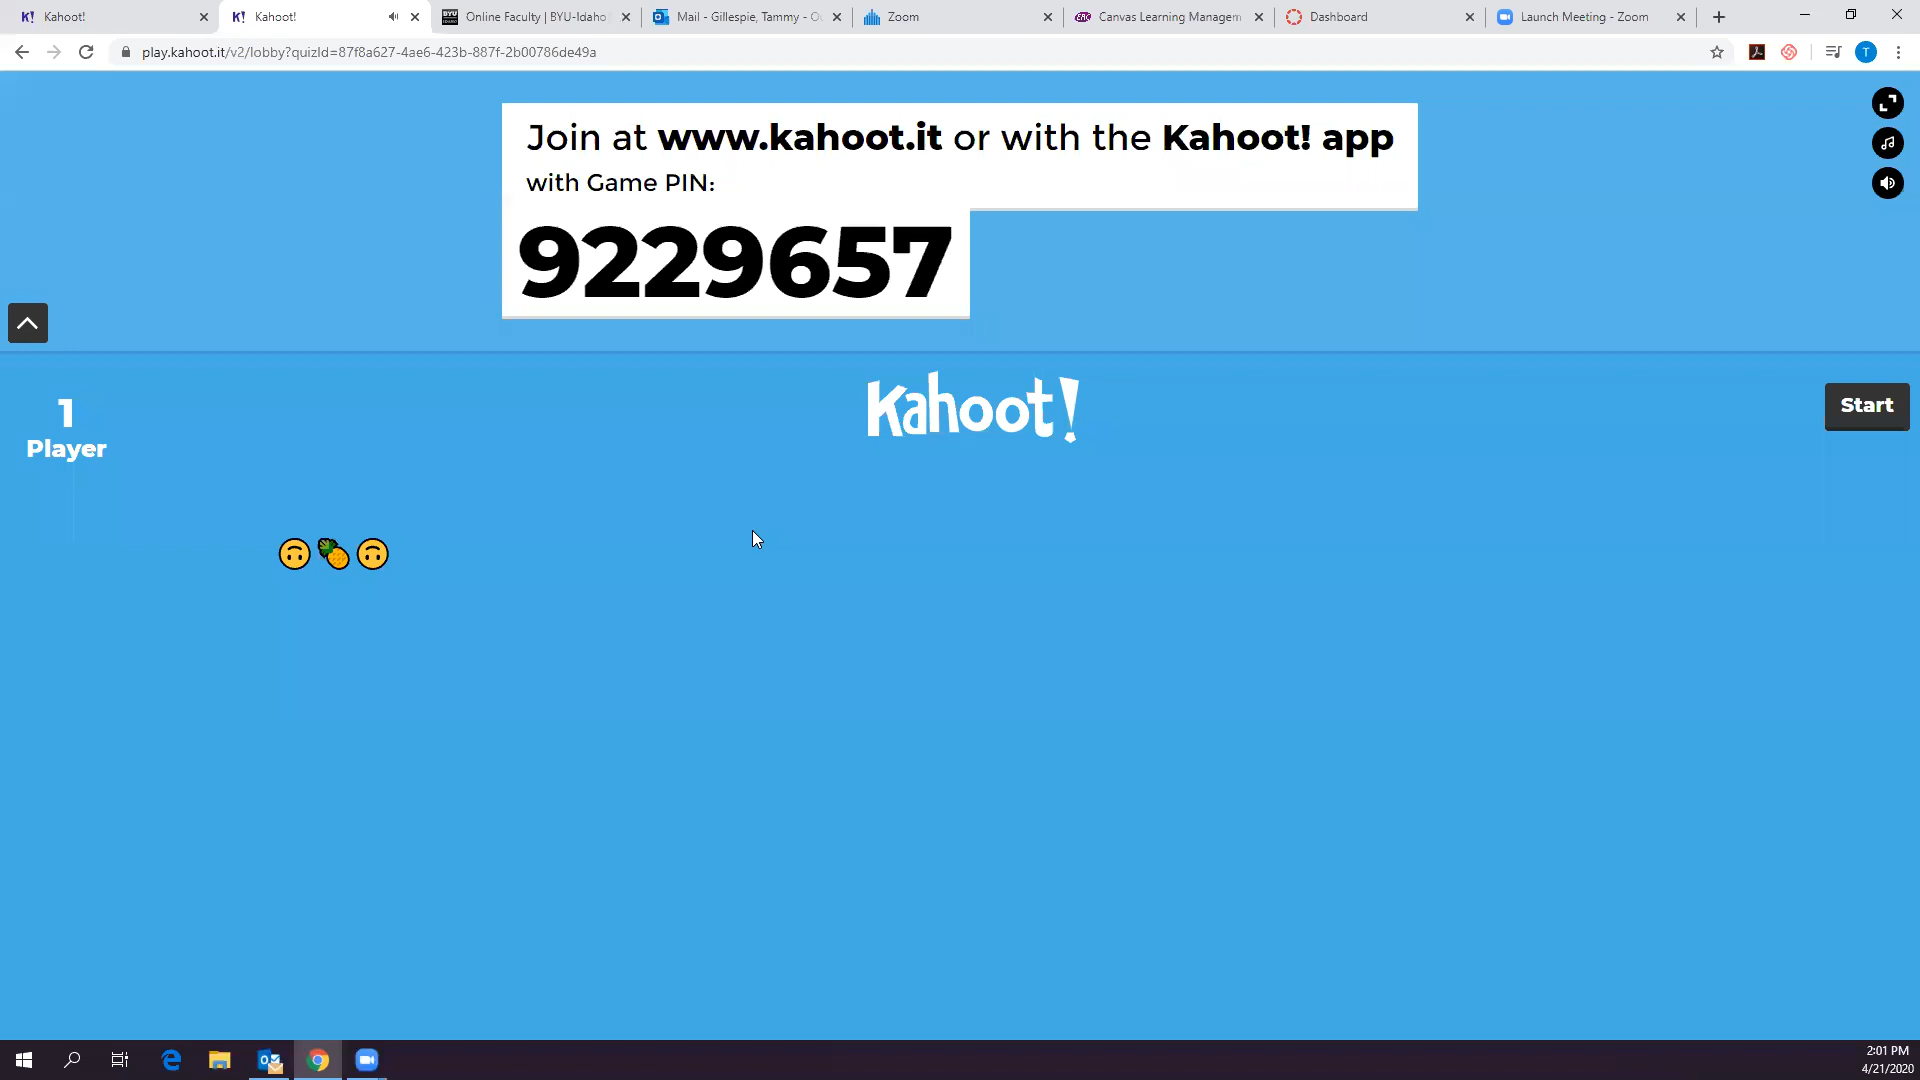 Kahoot!
Kahoot!
Online Faculty | BYU-Idaho
Mail - Gillespie, Tammy - Ou
Zoom
Canvas Learning Managem
Dashboard
Launch Meeting - Zoom
play.kahoot.it/v2/lobby?quizId=87f8a627-4ae6-423b-887f-2b00786de49a
T
Join at www.kahoot.it or with the Kahoot! app
with Game PIN:
9229657
1
Player
Kahoot!
Start
2:01 PM
4/21/2020